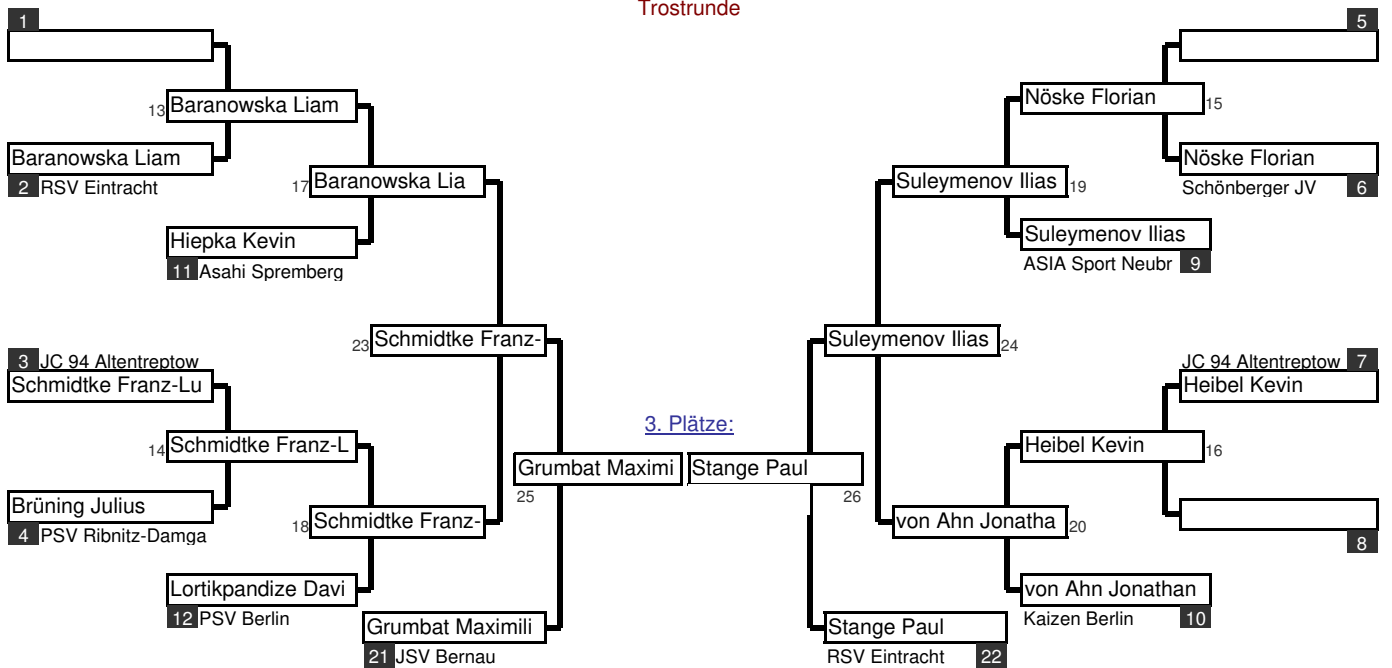 Trostrunde
1
5
13 Baranowska Liam
Nöske Florian 15
Baranowska Liam
2 RSV Eintracht
Nöske Florian
Schönberger JV 6
17 Baranowska Lia
Suleymenov Ilias 19
Hiepka Kevin
11 Asahi Spremberg
Suleymenov Ilias
ASIA Sport Neubr 9
23 Schmidtke Franz-
Suleymenov Ilias 24
3 JC 94 Altentreptow
Schmidtke Franz-Lu
JC 94 Altentreptow 7
Heibel Kevin
3. Plätze:
14 Schmidtke Franz-L
Heibel Kevin 16
Grumbat Maximi
25
Stange Paul
26
Brüning Julius
4 PSV Ribnitz-Damga
18 Schmidtke Franz-
von Ahn Jonatha 20
8
Lortikpandize Davi
12 PSV Berlin
von Ahn Jonathan
Kaizen Berlin 10
Grumbat Maximili
21 JSV Bernau
Stange Paul
RSV Eintracht 22